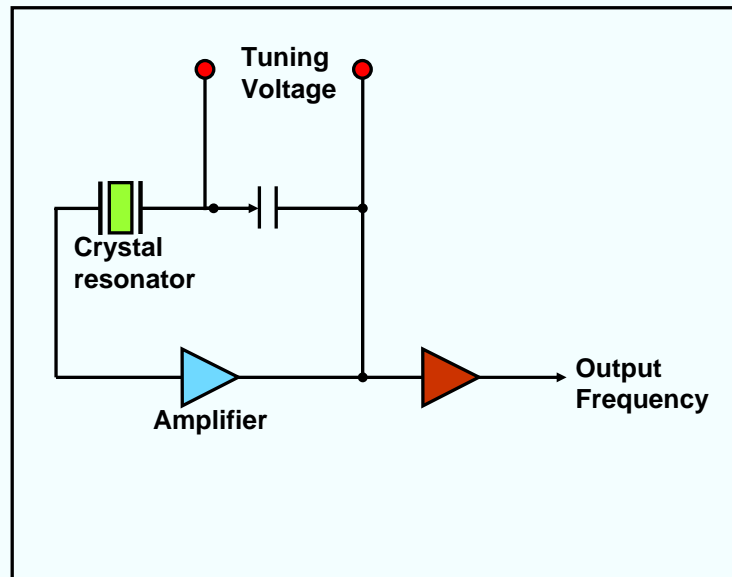 Tuning
Voltage
Crystal
resonator
Amplifier
Output
Frequency